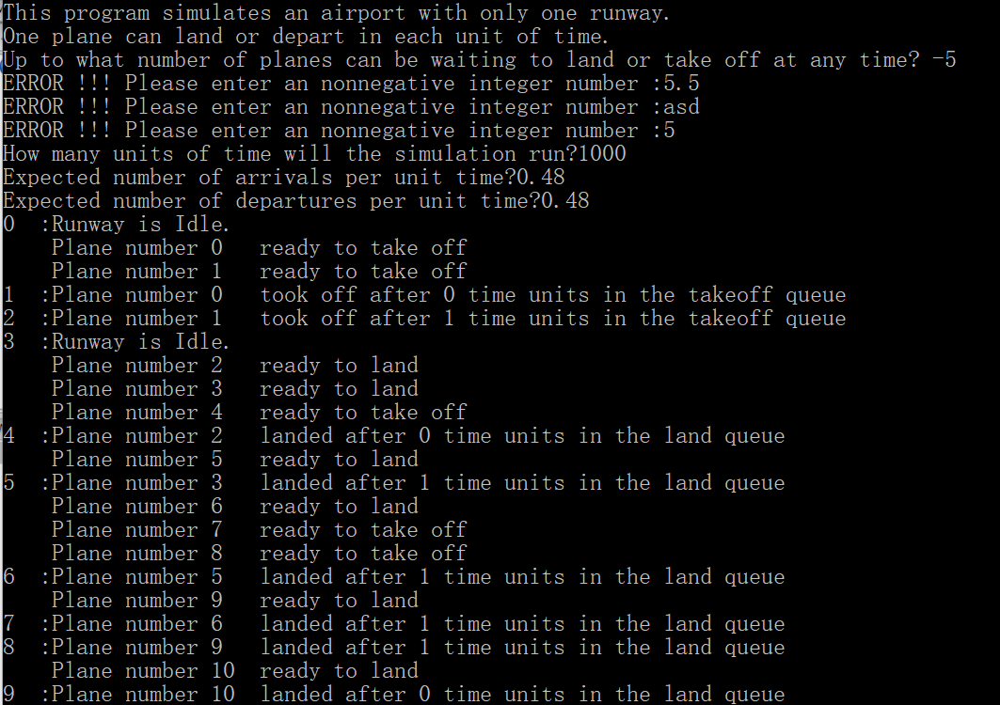 This program simulates an airport with only one runway.
One plane can land or depart in each unit of time.
Up to what number of planes can be waiting to land or take off at any time? -5
ERROR !!! Please enter an nonnegative integer number :5.5
ERROR !!! Please enter an nonnegative integer number :asd
ERROR !!! Please enter an nonnegative integer number :5
How many units of time will the simulation run?1000
Expected number of arrivals per unit time?0.48
Expected number of departures per unit time?0.48
0  :Runway is Idle.
    Plane number 0   ready to take off
    Plane number 1   ready to take off
1  :Plane number 0   took off after 0 time units in the takeoff queue
2  :Plane number 1   took off after 1 time units in the takeoff queue
3  :Runway is Idle.
    Plane number 2   ready to land
    Plane number 3   ready to land
    Plane number 4   ready to take off
4  :Plane number 2   landed after 0 time units in the land queue
    Plane number 5   ready to land
5  :Plane number 3   landed after 1 time units in the land queue
    Plane number 6   ready to land
    Plane number 7   ready to take off
    Plane number 8   ready to take off
6  :Plane number 5   landed after 1 time units in the land queue
    Plane number 9   ready to land
7  :Plane number 6   landed after 1 time units in the land queue
8  :Plane number 9   landed after 1 time units in the land queue
    Plane number 10  ready to land
9  :Plane number 10  landed after 0 time units in the land queue